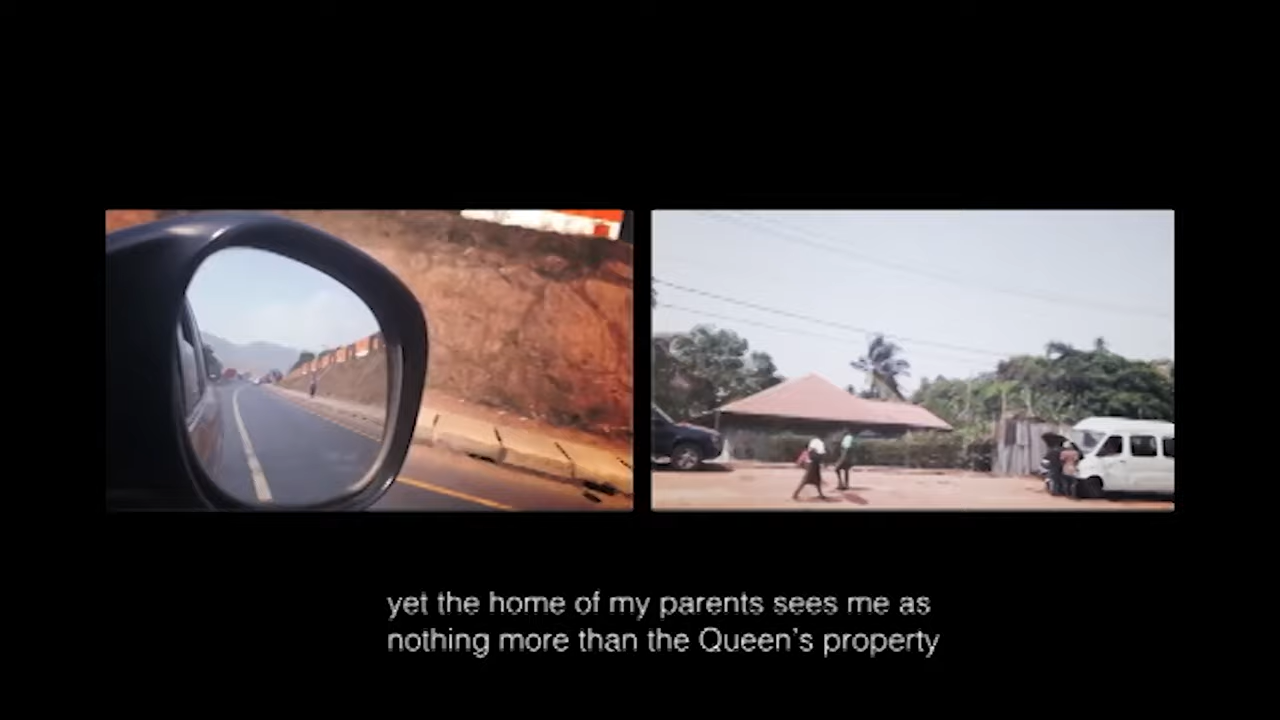 yet the home of my parents sees me as
nothing more than the Queen's property